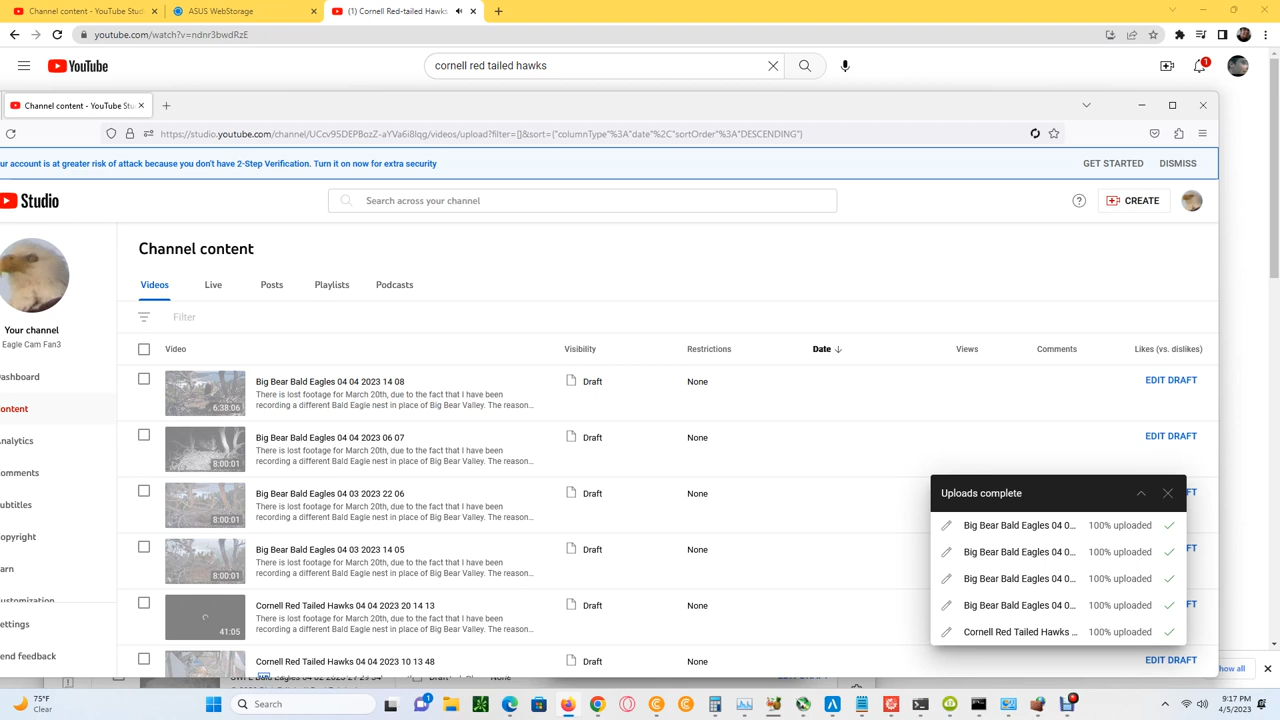 Channel content - YouTube Studi
ASUS WebStorage
(1) Cornell Red-tailed Hawks
youtube.com/watch?v=ndnr3bwdRzE
YouTube
cornell red tailed hawks
1
Channel content - YouTube Stu
https://studio.youtube.com/channel/UCcv95DEPBozZ-aYVa6i8lqg/videos/upload?filter=[]&sort={"columnType"%3A"date"%2C"sortOrder"%3A"DESCENDING"}
ur account is at greater risk of attack because you don't have 2-Step Verification. Turn it on now for extra security
GET STARTED
DISMISS
Studio
Search across your channel
CREATE
Channel content
Videos
Live
Posts
Playlists
Podcasts
Your channel
Eagle Cam Fan3
Filter
Video
Visibility
Restrictions
Date
Views
Comments
Likes (vs. dislikes)
ashboard
ontent
nalytics
omments
ubtitles
opyright
arn
ustomization
ettings
end feedback
6:38:06
Big Bear Bald Eagles 04 04 2023 14 08
There is lost footage for March 20th, due to the fact that I have been
recording a different Bald Eagle nest in place of Big Bear Valley. The reason...
Draft
None
EDIT DRAFT
8:00:01
Big Bear Bald Eagles 04 04 2023 06 07
There is lost footage for March 20th, due to the fact that I have been
recording a different Bald Eagle nest in place of Big Bear Valley. The reason...
Draft
None
EDIT DRAFT
8:00:01
Big Bear Bald Eagles 04 03 2023 22 06
There is lost footage for March 20th, due to the fact that I have been
recording a different Bald Eagle nest in place of Big Bear Valley. The reason...
Draft
None
FT
8:00:01
Big Bear Bald Eagles 04 03 2023 14 05
There is lost footage for March 20th, due to the fact that I have been
recording a different Bald Eagle nest in place of Big Bear Valley. The reason...
Draft
None
FT
41:05
Cornell Red Tailed Hawks 04 04 2023 20 14 13
There is lost footage for March 20th, due to the fact that I have been
recording a different Bald Eagle nest in place of Big Bear Valley. The reason...
Draft
None
FT
Cornell Red Tailed Hawks 04 04 2023 10 13 48
Draft
None
EDIT DRAFT
Uploads complete
Big Bear Bald Eagles 04 0... 100% uploaded
Big Bear Bald Eagles 04 0... 100% uploaded
Big Bear Bald Eagles 04 0... 100% uploaded
Big Bear Bald Eagles 04 0... 100% uploaded
Cornell Red Tailed Hawks ... 100% uploaded
how all
75°F
Clear
Search
1
9:17 PM
4/5/2023